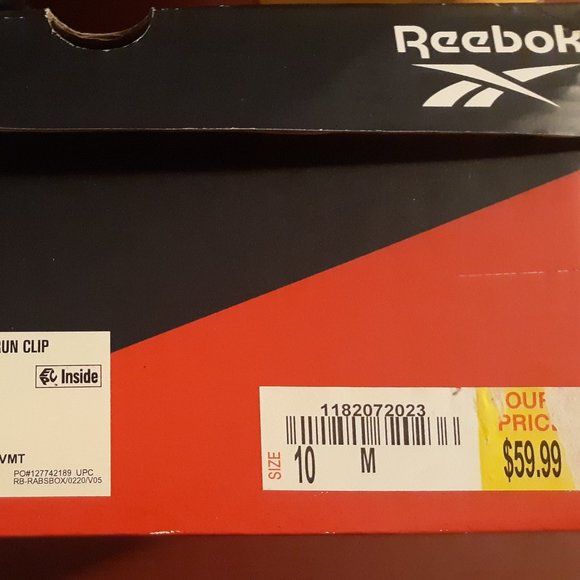 Reebok
RUN CLIP
Inside
VMT
PO#127742189 UPC
RB-RABSBOX/0220/V05
1182072023
SIZE
10 M
OUR
PRICE
$59.99